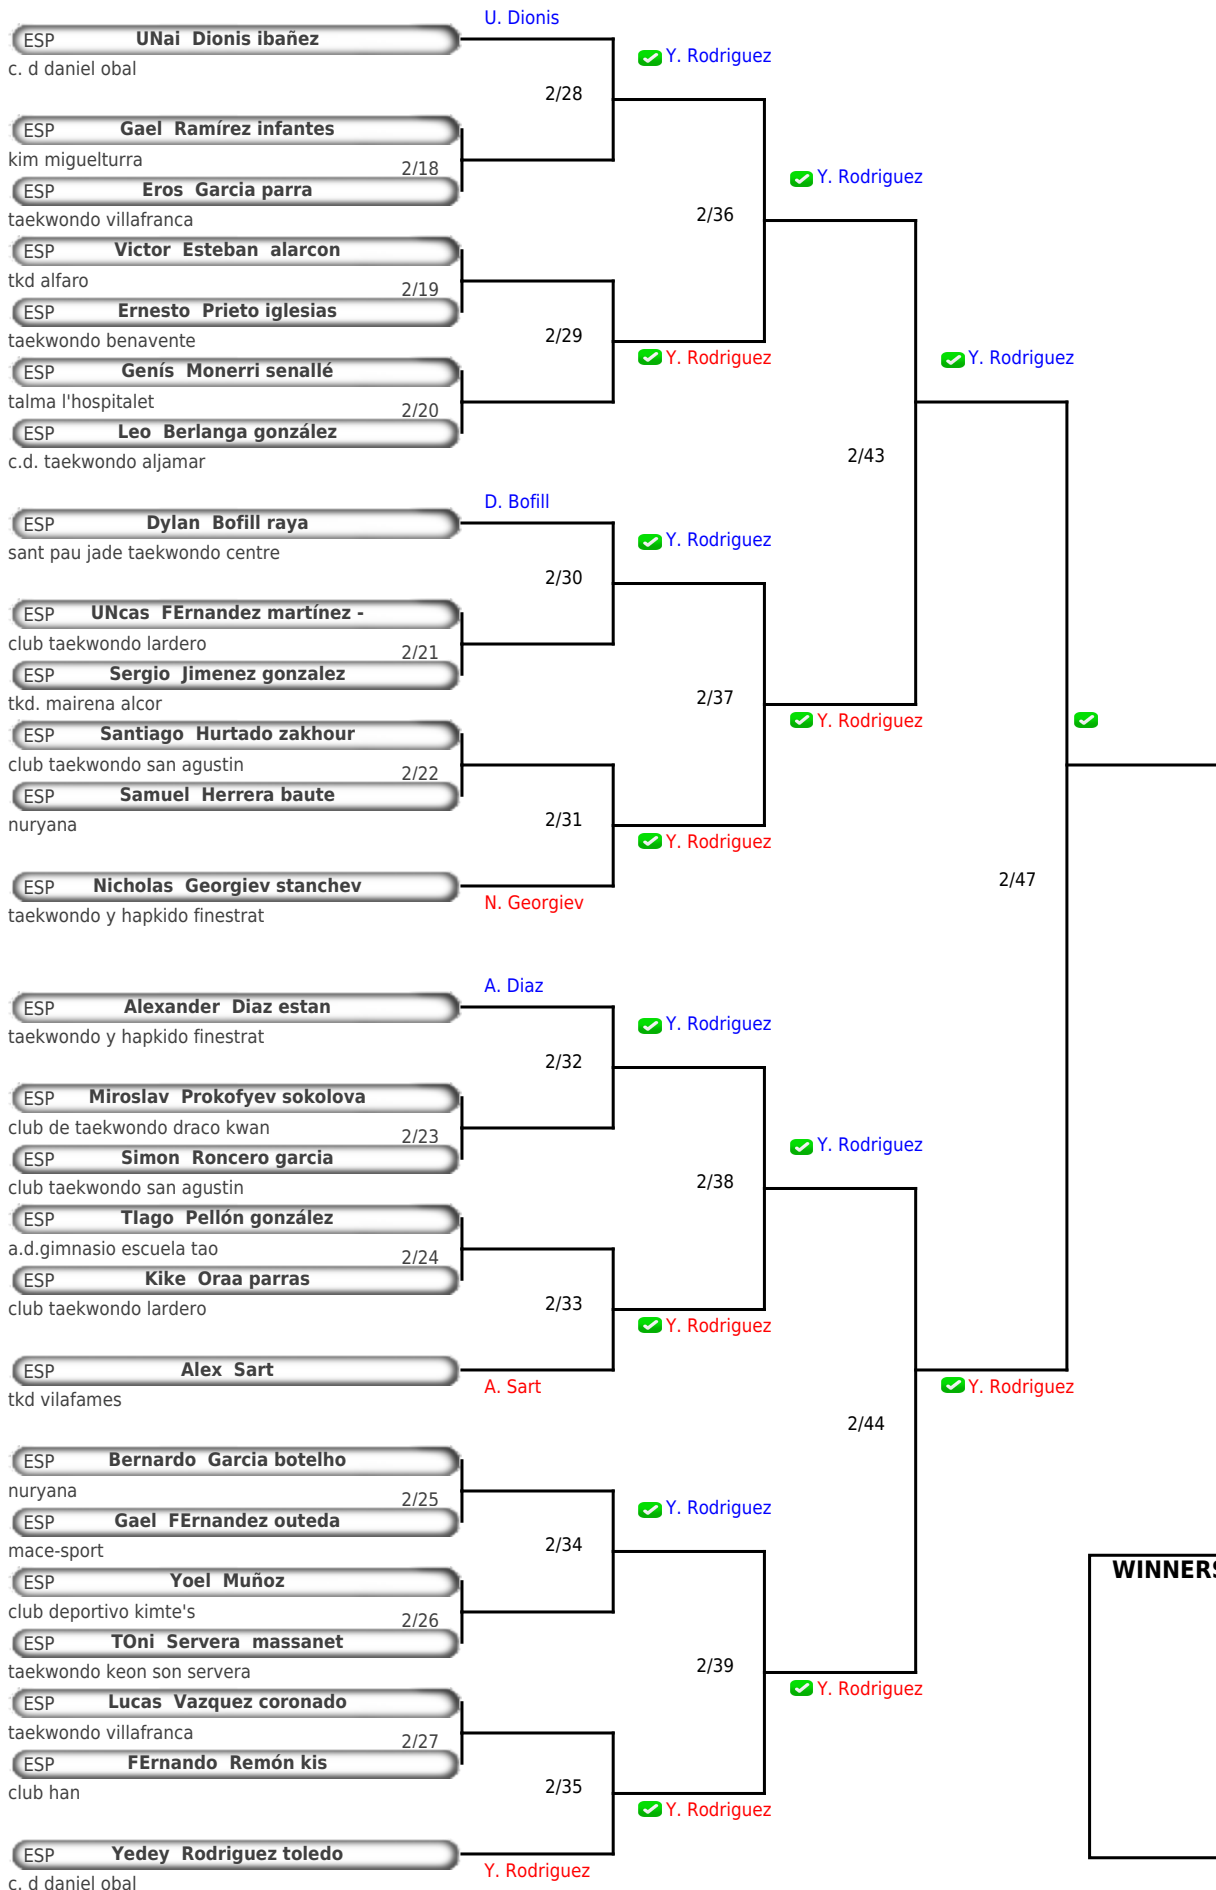 U. Dionis
ESP UNai Dionis ibañez
Y. Rodriguez
c. d daniel obal
2/28
ESP Gael Ramírez infantes
kim miguelturra
2/18
Y. Rodriguez
ESP Eros Garcia parra
2/36
taekwondo villafranca
ESP Victor Esteban alarcon
tkd alfaro
2/19
ESP Ernesto Prieto iglesias
2/29
taekwondo benavente
Y. Rodriguez
Y. Rodriguez
ESP Genís Monerri senallé
talma l'hospitalet
2/20
ESP Leo Berlanga gonzález
2/43
c.d. taekwondo aljamar
D. Bofill
ESP Dylan Bofill raya
Y. Rodriguez
sant pau jade taekwondo centre
2/30
ESP UNcas FErnandez martínez -
club taekwondo lardero
2/21
ESP Sergio Jimenez gonzalez
2/37
tkd. mairena alcor
Y. Rodriguez
ESP Santiago Hurtado zakhour
club taekwondo san agustin
2/22
ESP Samuel Herrera baute
2/31
nuryana
Y. Rodriguez
2/47
ESP Nicholas Georgiev stanchev
N. Georgiev
taekwondo y hapkido finestrat
A. Diaz
ESP Alexander Diaz estan
Y. Rodriguez
taekwondo y hapkido finestrat
2/32
ESP Miroslav Prokofyev sokolova
club de taekwondo draco kwan
2/23
Y. Rodriguez
ESP Simon Roncero garcia
2/38
club taekwondo san agustin
ESP TIago Pellón gonzález
a.d.gimnasio escuela tao
2/24
ESP Kike Oraa parras
2/33
club taekwondo lardero
Y. Rodriguez
ESP Alex Sart
A. Sart
Y. Rodriguez
tkd vilafames
2/44
ESP Bernardo Garcia botelho
nuryana
2/25
Y. Rodriguez
ESP Gael FErnandez outeda
2/34
mace-sport
WINNERS
ESP Yoel Muñoz
club deportivo kimte's
2/26
ESP TOni Servera massanet
2/39
taekwondo keon son servera
Y. Rodriguez
ESP Lucas Vazquez coronado
taekwondo villafranca
2/27
ESP FErnando Remón kis
2/35
club han
Y. Rodriguez
ESP Yedey Rodriguez toledo
Y. Rodriguez
c. d daniel obal